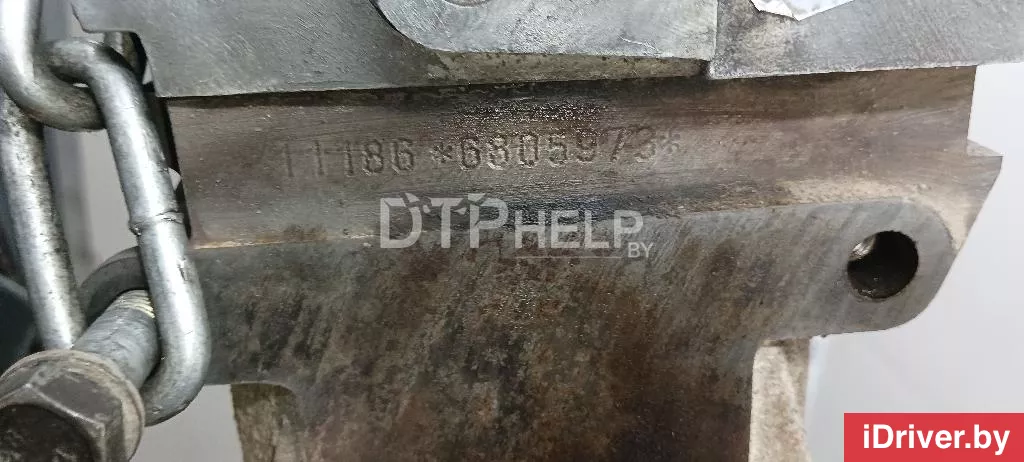 11186 *6805973*
DTPHELP
BY
iDriver.by